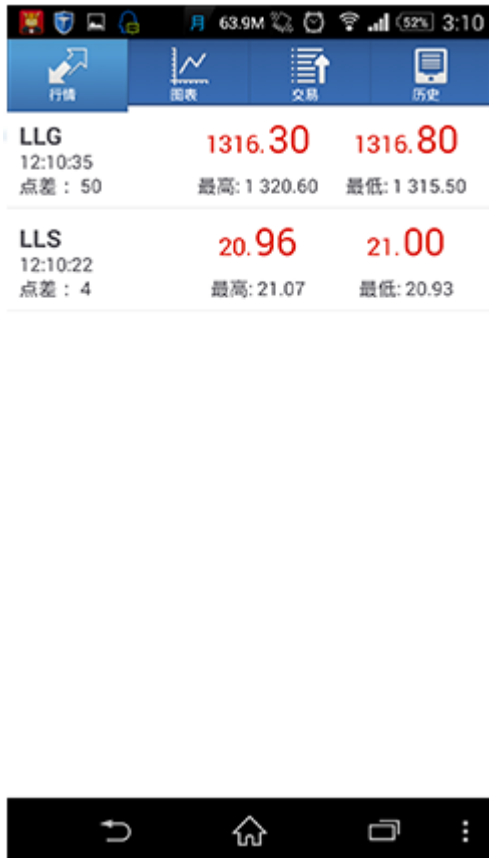 月 63.9M 52% 3:10
行情 图表 交易 历史
LLG 1316.30 1316.80
12:10:35
点差： 50 最高: 1 320.60 最低: 1 315.50
LLS 20.96 21.00
12:10:22
点差： 4 最高: 21.07 最低: 20.93